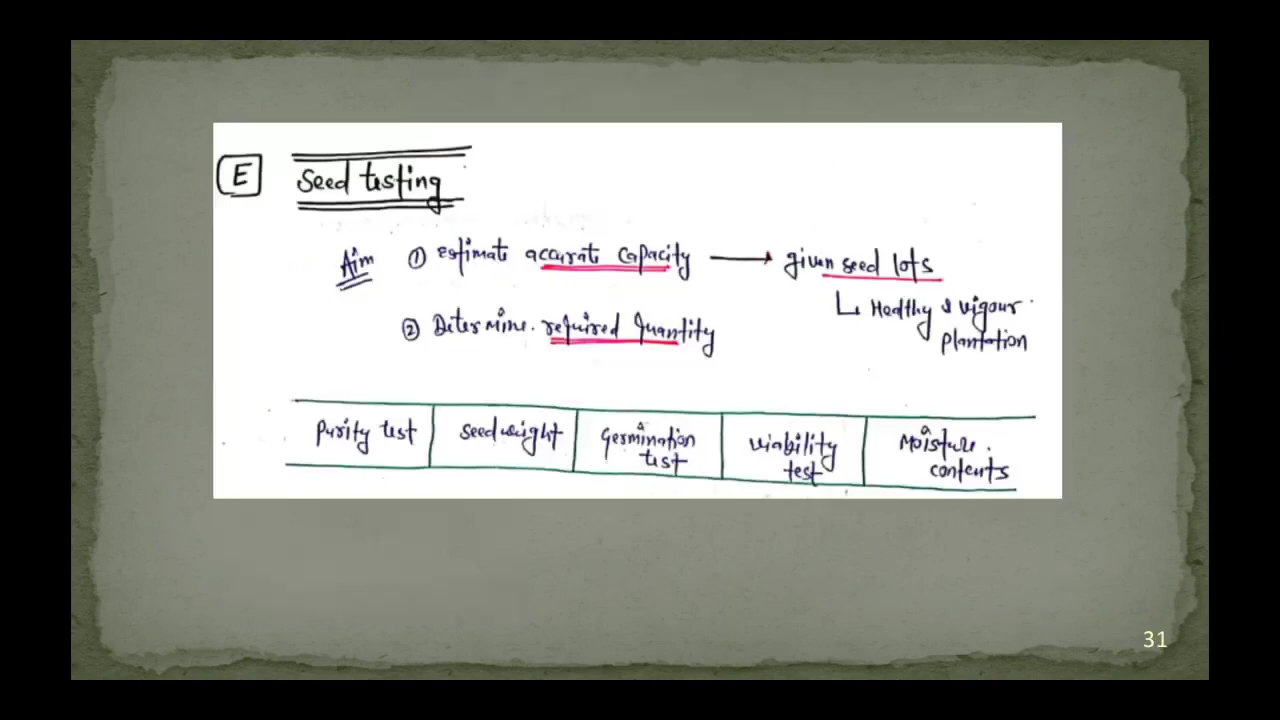 E Seed testing
Aim ① Estimate accurate capacity → given seed lots
↳ Healthy & vigour
plantation
② Determine required quantity
Purity test | seed weight | Germination test | viability test | Moisture contents
31